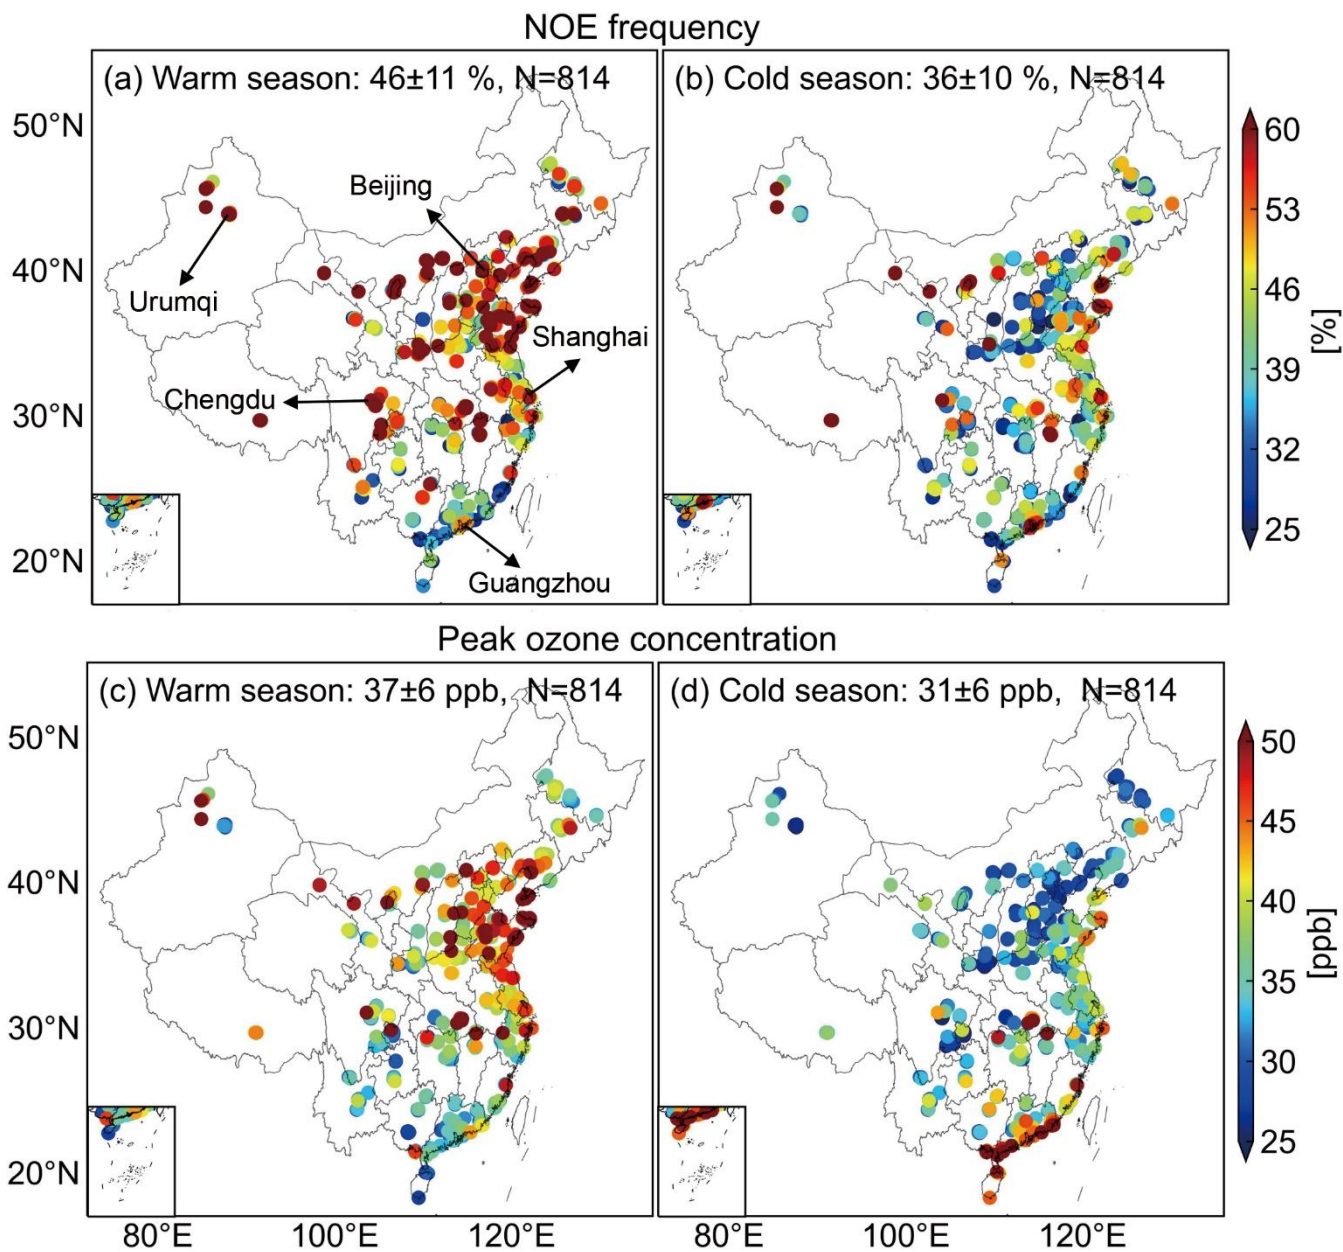 NOE frequency
(a) Warm season: 46±11 %, N=814
(b) Cold season: 36±10 %, N=814
50°N
40°N
30°N
20°N
Beijing
Urumqi
Shanghai
Chengdu
Guangzhou
60
53
46
39
32
25
[%]
Peak ozone concentration
(c) Warm season: 37±6 ppb, N=814
(d) Cold season: 31±6 ppb, N=814
50°N
40°N
30°N
20°N
50
45
40
35
30
25
[ppb]
80°E
100°E
120°E
80°E
100°E
120°E